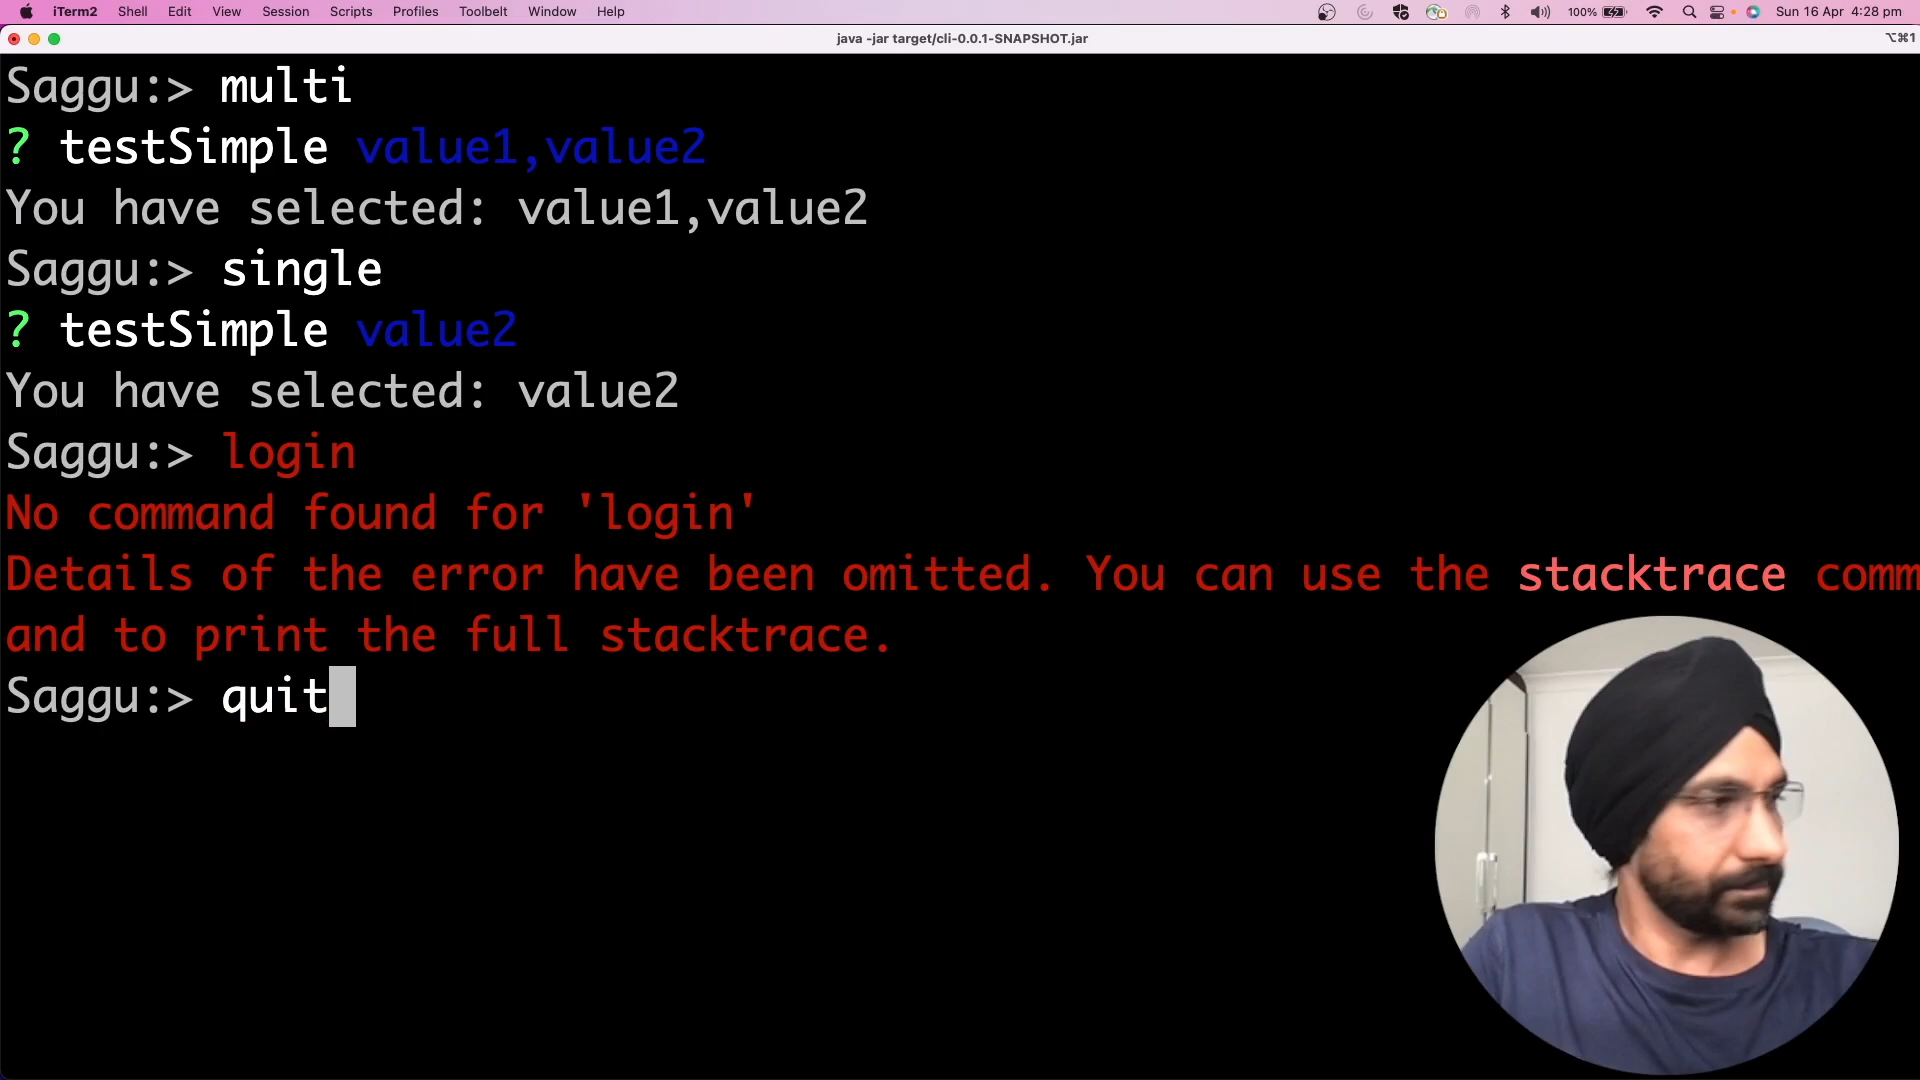 iTerm2 Shell Edit View Session Scripts Profiles Toolbelt Window Help 100% Sun 16 Apr 4:28 pm
java -jar target/cli-0.0.1-SNAPSHOT.jar ⌥⌘1
Saggu:> multi
? testSimple value1,value2
You have selected: value1,value2
Saggu:> single
? testSimple value2
You have selected: value2
Saggu:> login
No command found for 'login'
Details of the error have been omitted. You can use the stacktrace comm
and to print the full stacktrace.
Saggu:> quit